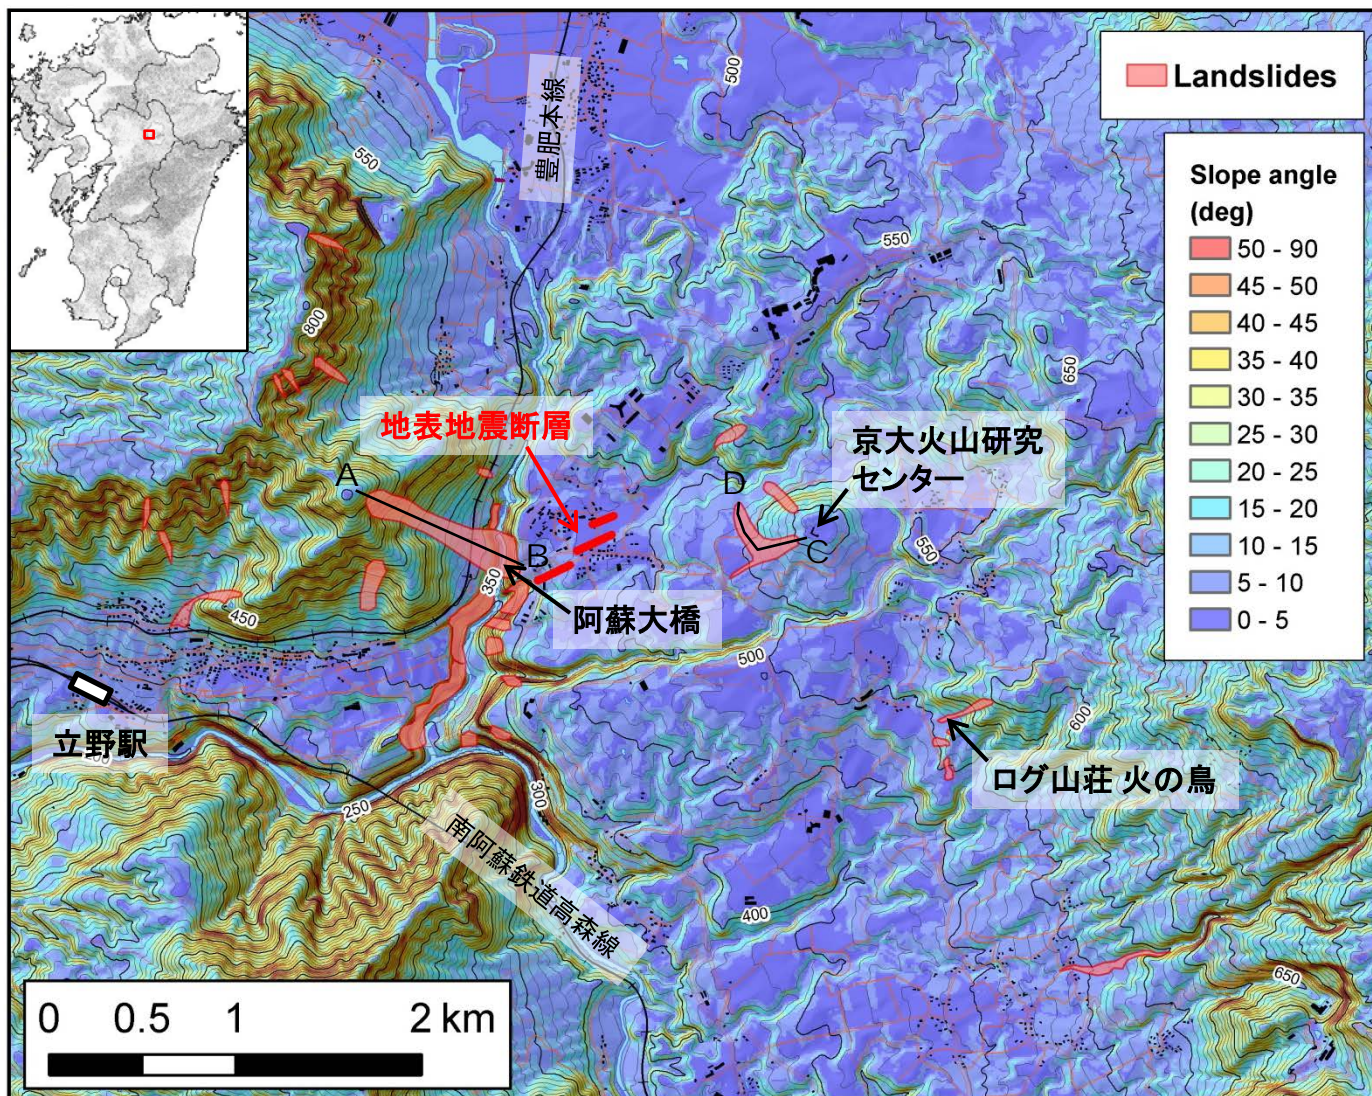 Landslides
Slope angle
(deg)
50 - 90
45 - 50
40 - 45
35 - 40
30 - 35
25 - 30
20 - 25
15 - 20
10 - 15
5 - 10
0 - 5
豊肥本線
500
550
550
800
650
地表地震断層
京大火山研究
センター
A
D
B
C
350
550
阿蘇大橋
450
500
立野駅
600
ログ山荘 火の鳥
300
250
南阿蘇鉄道高森線
400
650
0 0.5 1 2 km